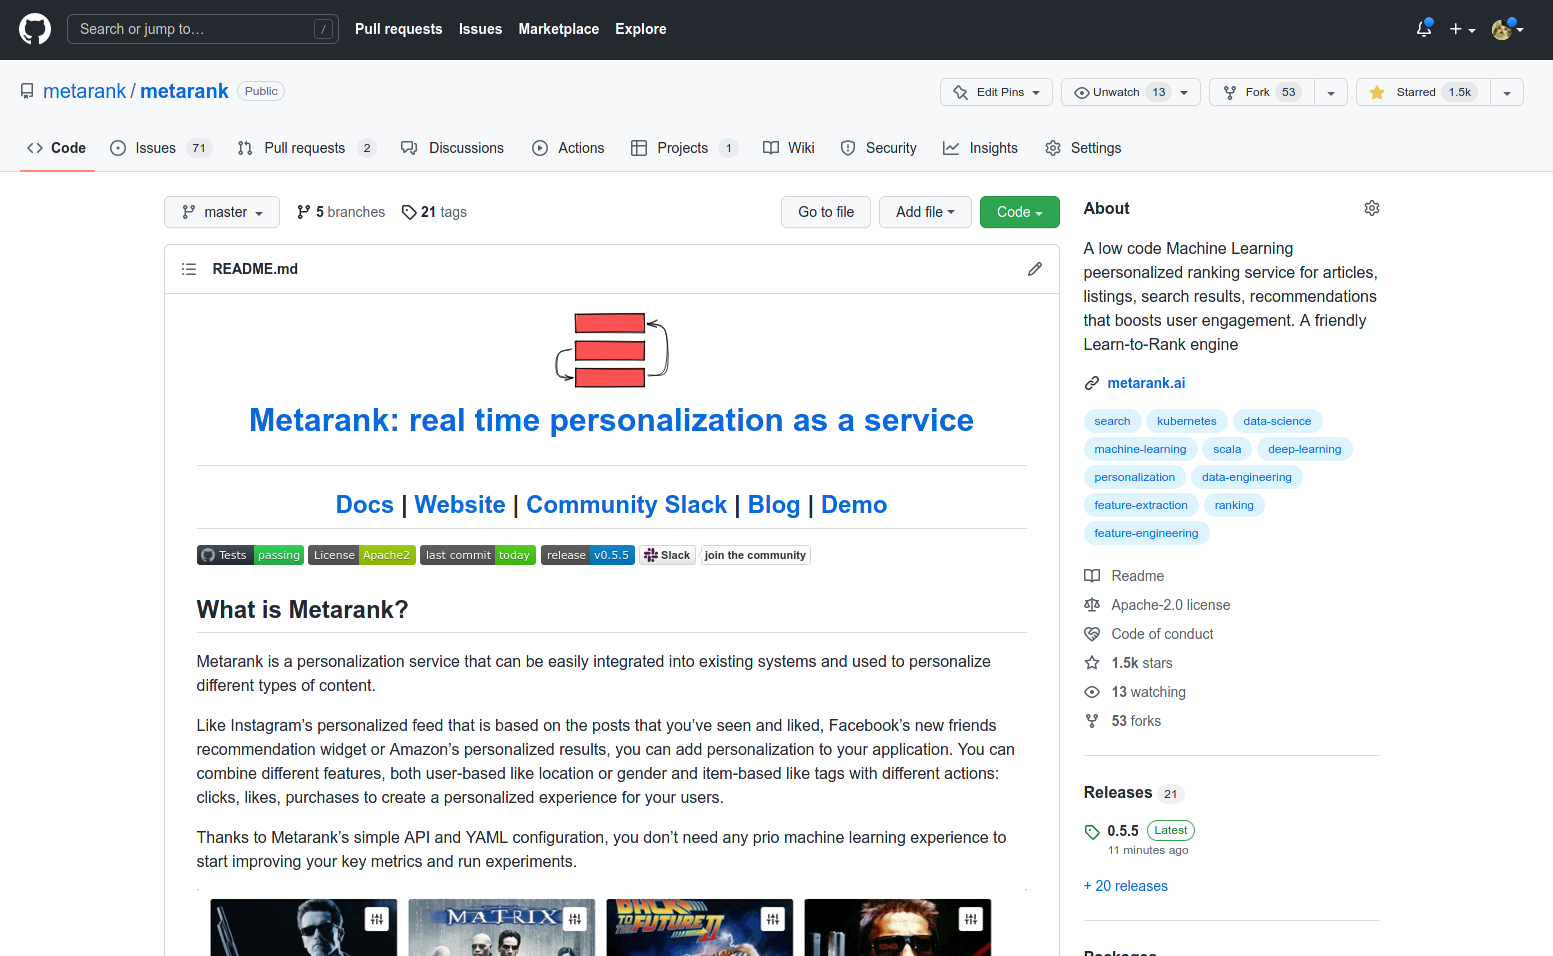 Search or jump to…
/
Pull requests
Issues
Marketplace
Explore
metarank / metarank
Public
Edit Pins
Unwatch 13
Fork 53
Starred 1.5k
Code
Issues 71
Pull requests 2
Discussions
Actions
Projects 1
Wiki
Security
Insights
Settings
master
5 branches
21 tags
Go to file
Add file
Code
README.md
Metarank: real time personalization as a service
Docs | Website | Community Slack | Blog | Demo
Tests passing
License Apache2
last commit today
release v0.5.5
Slack
join the community
What is Metarank?
Metarank is a personalization service that can be easily integrated into existing systems and used to personalize
different types of content.
Like Instagram’s personalized feed that is based on the posts that you’ve seen and liked, Facebook’s new friends
recommendation widget or Amazon’s personalized results, you can add personalization to your application. You can
combine different features, both user-based like location or gender and item-based like tags with different actions:
clicks, likes, purchases to create a personalized experience for your users.
Thanks to Metarank’s simple API and YAML configuration, you don’t need any prio machine learning experience to
start improving your key metrics and run experiments.
MATRIX
BACK
TO THE
FUTURE II
About
A low code Machine Learning
peersonalized ranking service for articles,
listings, search results, recommendations
that boosts user engagement. A friendly
Learn-to-Rank engine
metarank.ai
search
kubernetes
data-science
machine-learning
scala
deep-learning
personalization
data-engineering
feature-extraction
ranking
feature-engineering
Readme
Apache-2.0 license
Code of conduct
1.5k stars
13 watching
53 forks
Releases 21
0.5.5 Latest
11 minutes ago
+ 20 releases
Packages